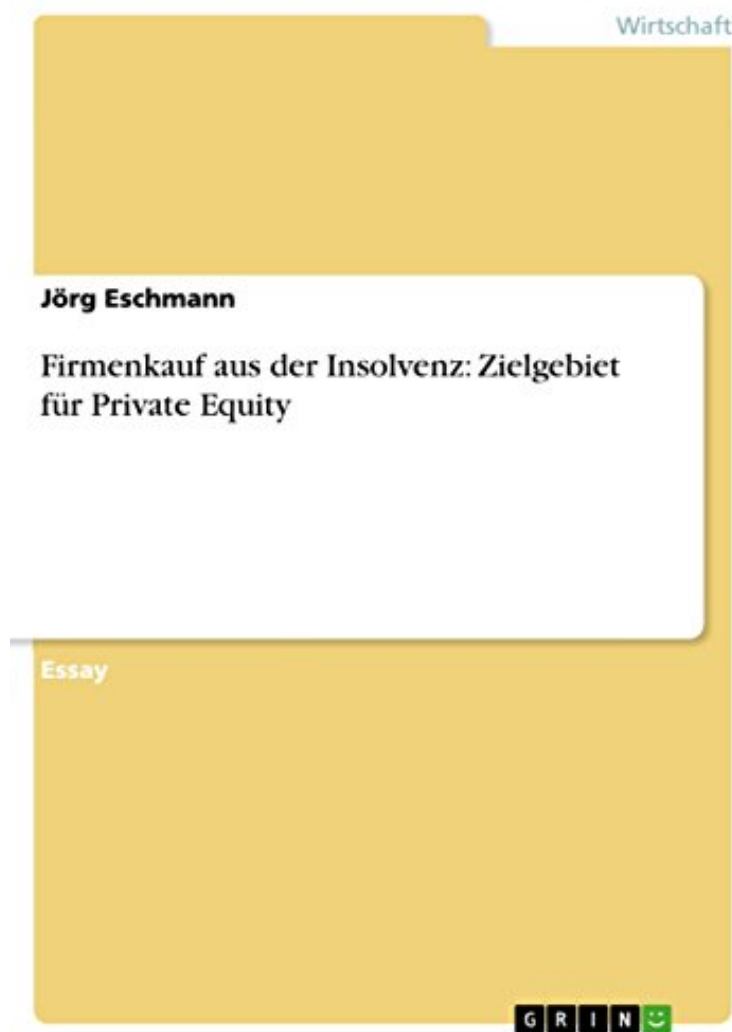 Wirtschaft
Jörg Eschmann
Firmenkauf aus der Insolvenz: Zielgebiet
für Private Equity
Essay
GRIN